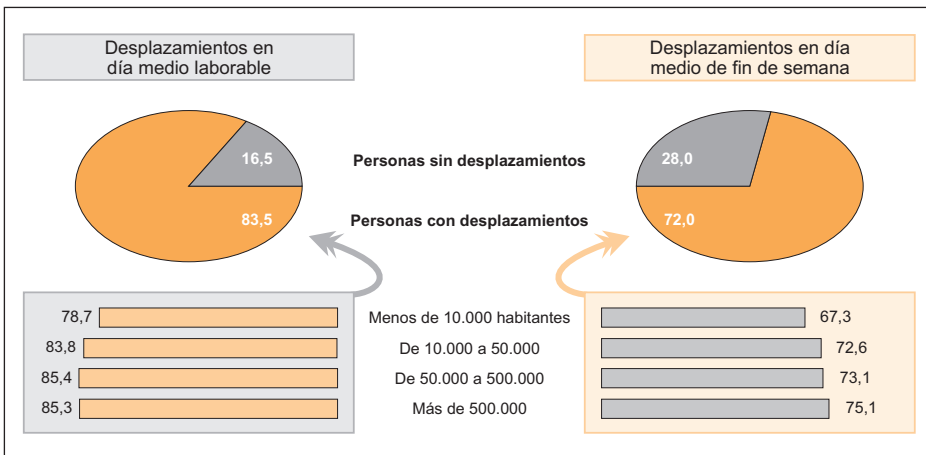 Desplazamientos en
día medio laborable
Desplazamientos en día
medio de fin de semana
16,5
Personas sin desplazamientos
28,0
83,5
Personas con desplazamientos
72,0
78,7
Menos de 10.000 habitantes
67,3
83,8
De 10.000 a 50.000
72,6
85,4
De 50.000 a 500.000
73,1
85,3
Más de 500.000
75,1